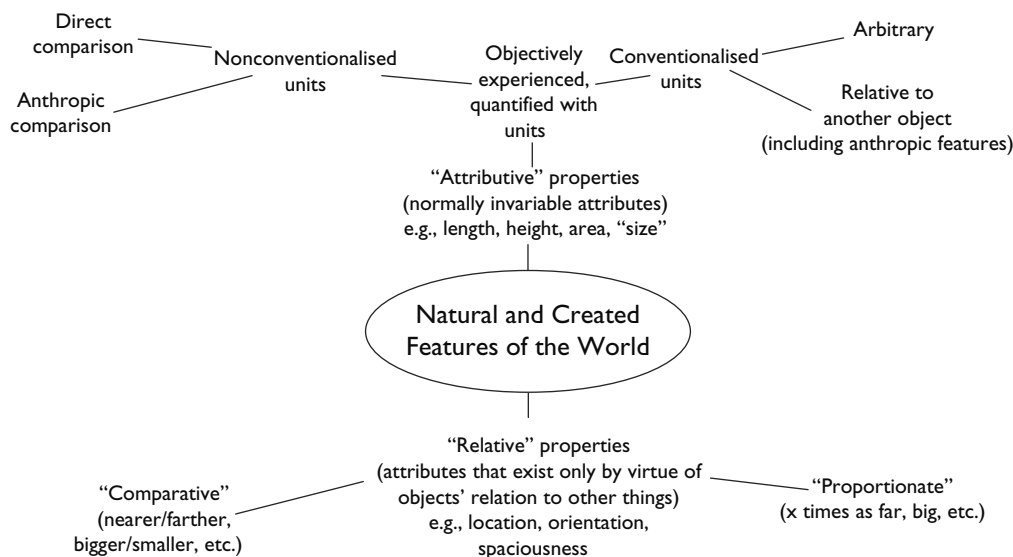 Direct
comparison
Nonconventionalised
units
Anthropic
comparison
Objectively
experienced,
quantified with
units
Conventionalised
units
Arbitrary
Relative to
another object
(including anthropic features)
“Attributive” properties
(normally invariable attributes)
e.g., length, height, area, “size”
Natural and Created
Features of the World
“Relative” properties
(attributes that exist only by virtue of
objects’ relation to other things)
e.g., location, orientation,
spaciousness
“Comparative”
(nearer/farther,
bigger/smaller, etc.)
“Proportionate”
(x times as far, big, etc.)